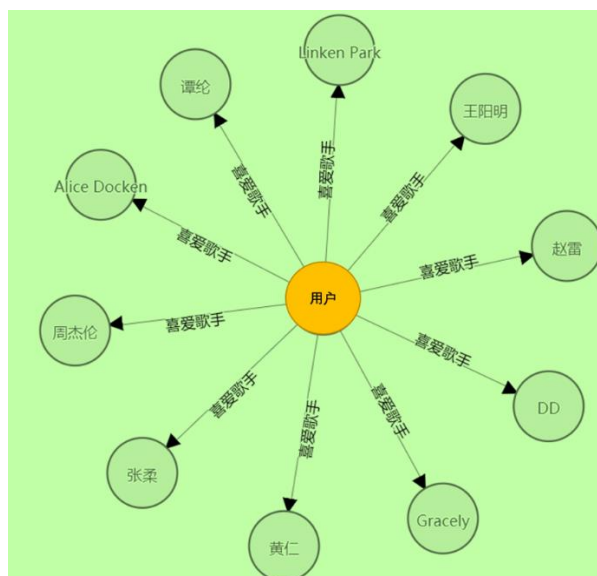 Linken Park
谭纶
王阳明
喜爱歌手
喜爱歌手
喜爱歌手
Alice Docken
喜爱歌手
喜爱歌手
赵雷
用户
周杰伦
喜爱歌手
喜爱歌手
喜爱歌手
喜爱歌手
喜爱歌手
DD
张柔
Gracely
黄仁